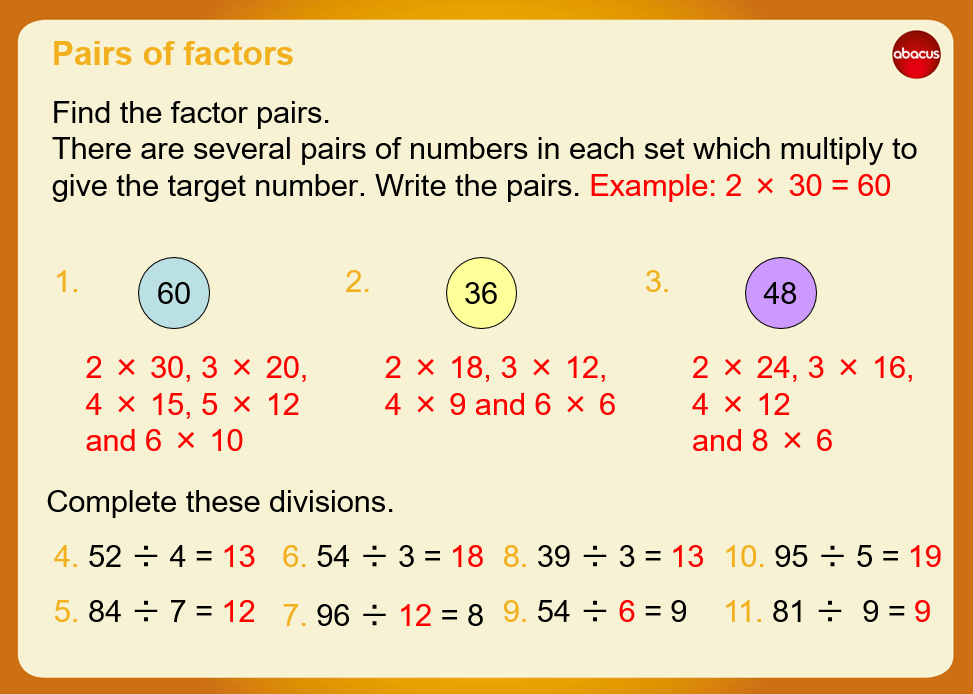 Pairs of factors
abacus
Find the factor pairs.
There are several pairs of numbers in each set which multiply to
give the target number. Write the pairs. Example: 2 × 30 = 60
1. 60 2. 36 3. 48
2 × 30, 3 × 20, 2 × 18, 3 × 12, 2 × 24, 3 × 16,
4 × 15, 5 × 12 4 × 9 and 6 × 6 4 × 12
and 6 × 10 and 8 × 6
Complete these divisions.
4. 52 ÷ 4 = 13 6. 54 ÷ 3 = 18 8. 39 ÷ 3 = 13 10. 95 ÷ 5 = 19
5. 84 ÷ 7 = 12 7. 96 ÷ 12 = 8 9. 54 ÷ 6 = 9 11. 81 ÷ 9 = 9